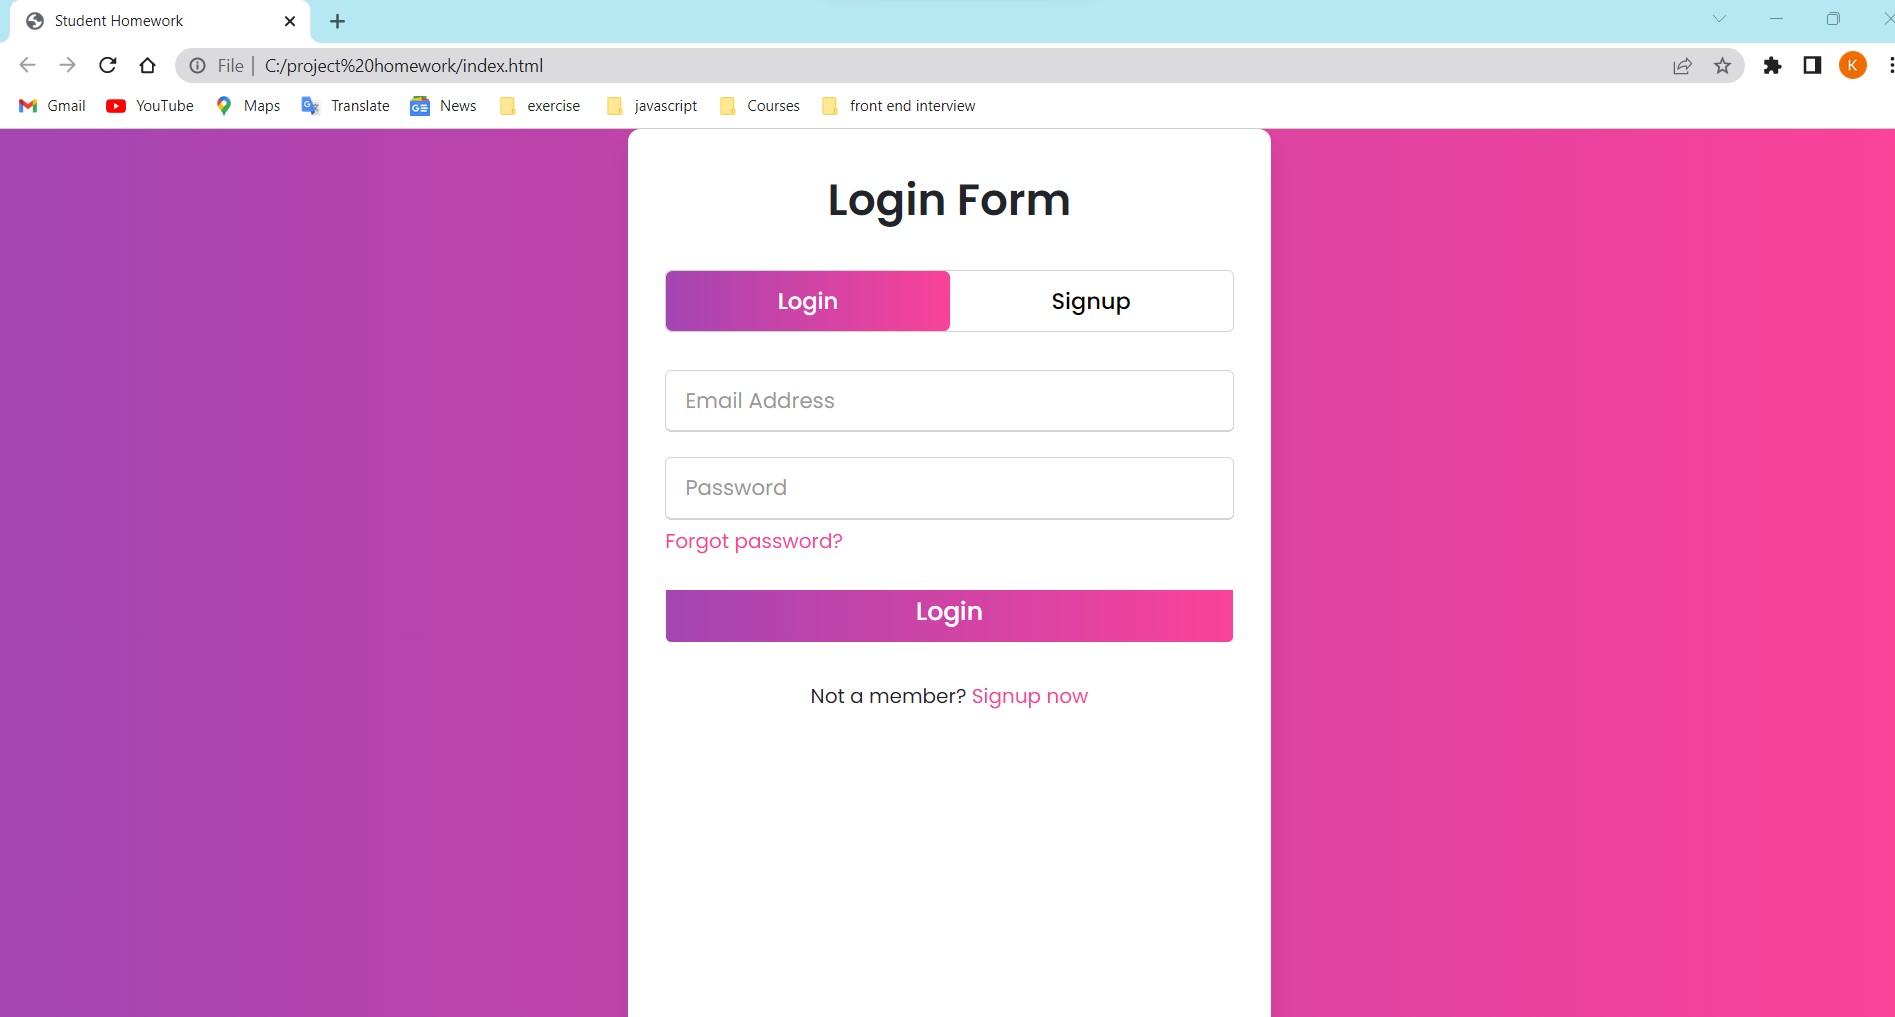 Student Homework
File | C:/project%20homework/index.html
K
Gmail YouTube Maps Translate News exercise javascript Courses front end interview
Login Form
Login Signup
Email Address
Password
Forgot password?
Login
Not a member? Signup now